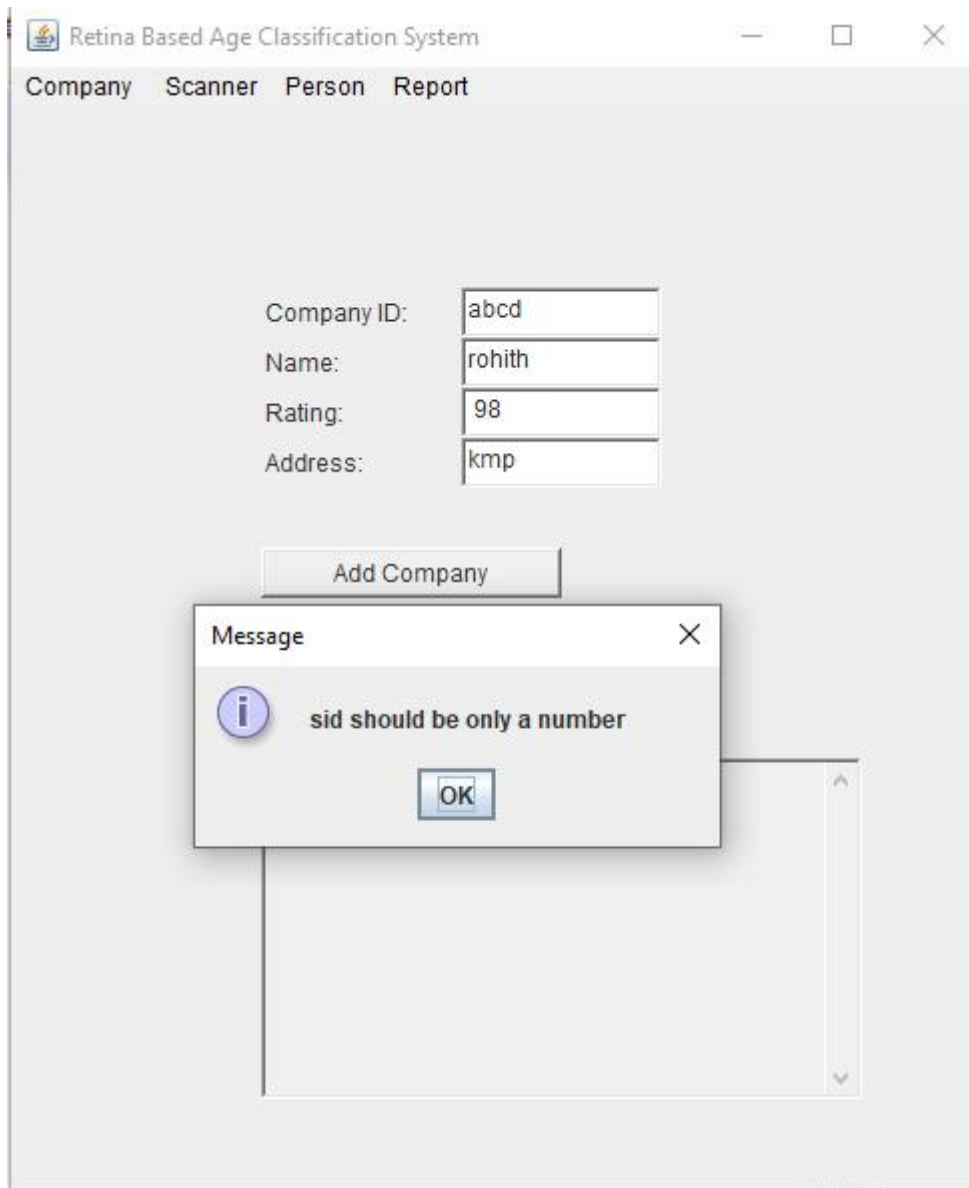 Retina Based Age Classification System
Company Scanner Person Report
Company ID: abcd
Name: rohith
Rating: 98
Address: kmp
Add Company
Message
sid should be only a number
OK